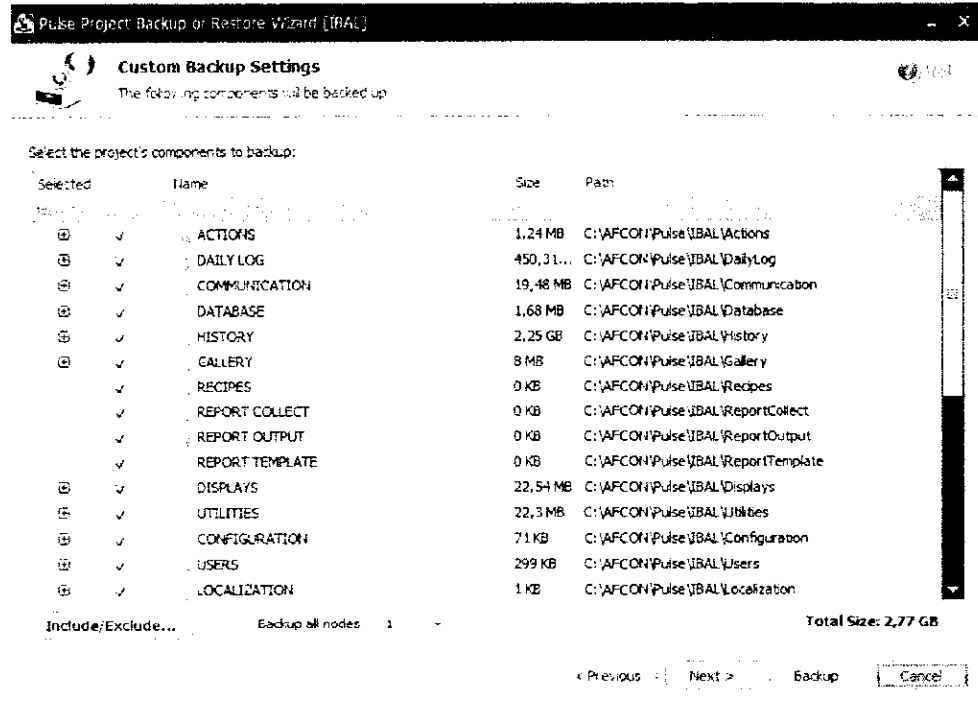 Pulse Project Backup or Restore Wizard [IBAL]
Custom Backup Settings
The following components will be backed up
Select the project's components to backup:
Selected Name Size Path
ACTIONS 1,24 MB C:\AFCON\Pulse\IBAL\Actions
DAILY LOG 450,31... C:\AFCON\Pulse\IBAL\DailyLog
COMMUNICATION 19,48 MB C:\AFCON\Pulse\IBAL\Communication
DATABASE 1,68 MB C:\AFCON\Pulse\IBAL\Database
HISTORY 2,25 GB C:\AFCON\Pulse\IBAL\History
GALLERY 8 MB C:\AFCON\Pulse\IBAL\Gallery
RECIPES 0 KB C:\AFCON\Pulse\IBAL\Recipes
REPORT COLLECT 0 KB C:\AFCON\Pulse\IBAL\ReportCollect
REPORT OUTPUT 0 KB C:\AFCON\Pulse\IBAL\ReportOutput
REPORT TEMPLATE 0 KB C:\AFCON\Pulse\IBAL\ReportTemplate
DISPLAYS 22,54 MB C:\AFCON\Pulse\IBAL\Displays
UTILITIES 22,3 MB C:\AFCON\Pulse\IBAL\Utilities
CONFIGURATION 71 KB C:\AFCON\Pulse\IBAL\Configuration
USERS 299 KB C:\AFCON\Pulse\IBAL\Users
LOCALIZATION 1 KB C:\AFCON\Pulse\IBAL\Localization
Include/Exclude... Backup all nodes 1 Total Size: 2,77 GB
< Previous Next > Backup Cancel